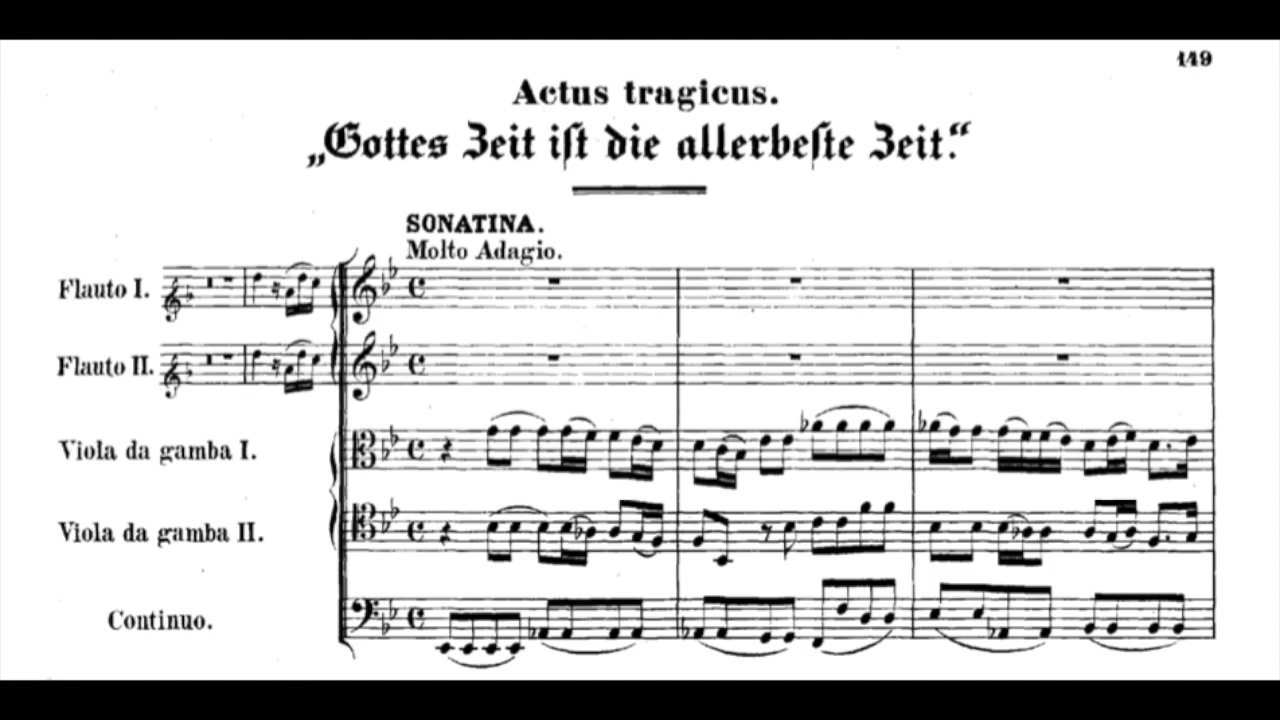 149
Actus tragicus.
„Gottes Zeit iſt die allerbeſte Zeit.“
SONATINA.
Molto Adagio.
Flauto I.
Flauto II.
Viola da gamba I.
Viola da gamba II.
Continuo.